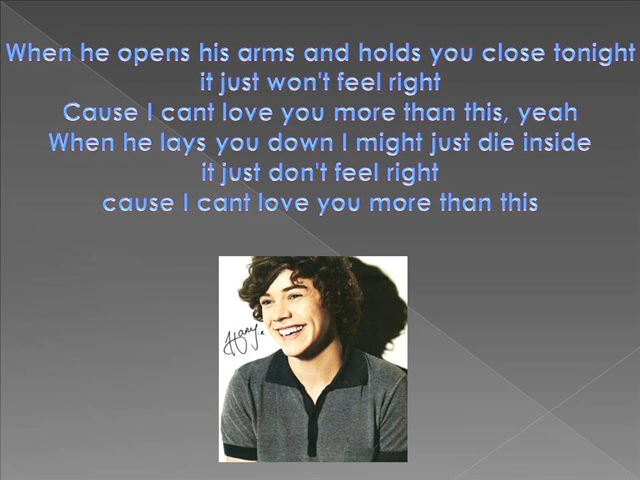 When he opens his arms and holds you close tonight
it just won't feel right
Cause I cant love you more than this, yeah
When he lays you down I might just die inside
it just don't feel right
cause I cant love you more than this
Harry x